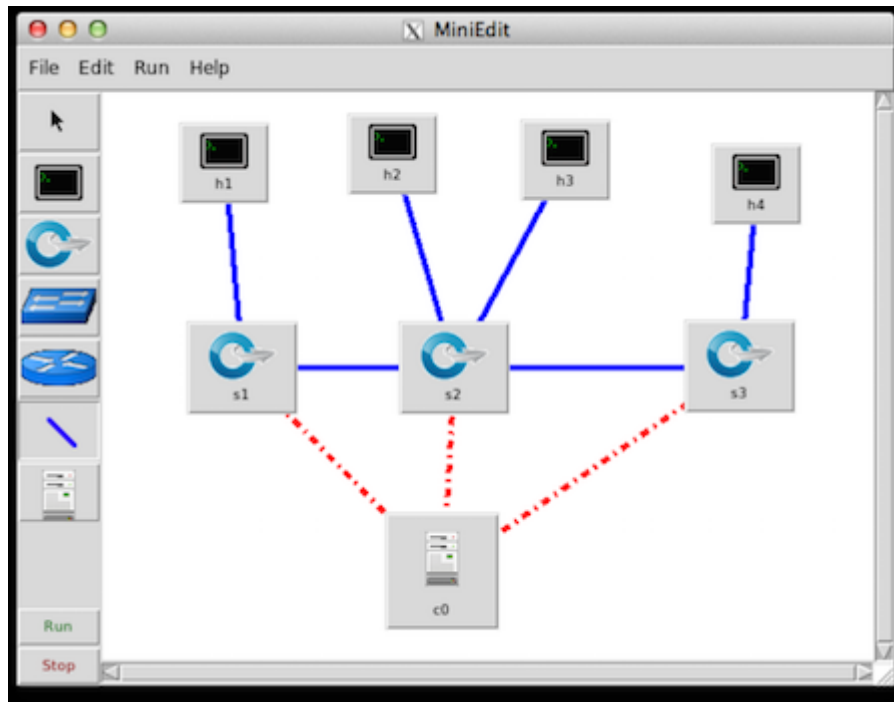 MiniEdit
File Edit Run Help
h1
h2
h3
h4
s1
s2
s3
c0
Run
Stop